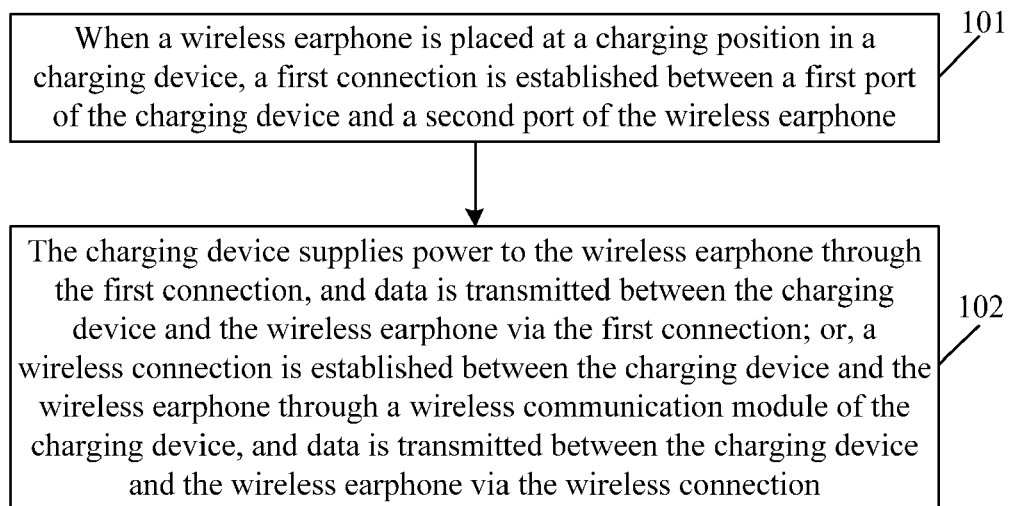 When a wireless earphone is placed at a charging position in a
charging device, a first connection is established between a first port
of the charging device and a second port of the wireless earphone
101
The charging device supplies power to the wireless earphone through
the first connection, and data is transmitted between the charging
device and the wireless earphone via the first connection; or, a
wireless connection is established between the charging device and the
wireless earphone through a wireless communication module of the
charging device, and data is transmitted between the charging device
and the wireless earphone via the wireless connection
102